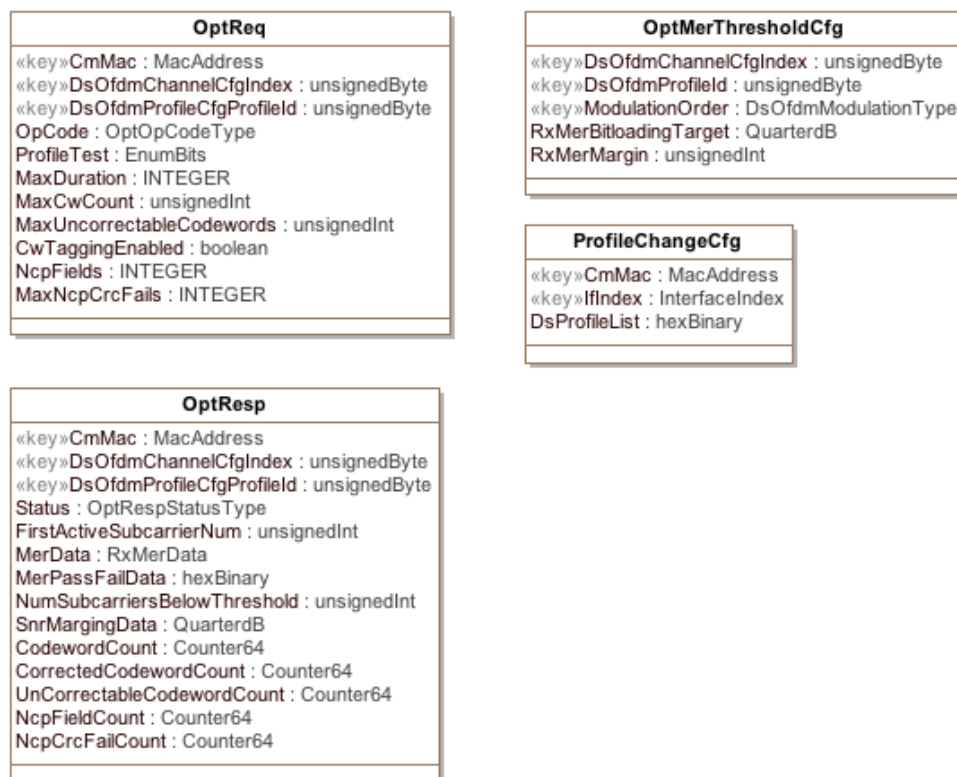 OptReq
«key»CmMac : MacAddress
«key»DsOfdmChannelCfgIndex : unsignedByte
«key»DsOfdmProfileCfgProfileId : unsignedByte
OpCode : OptOpCodeType
ProfileTest : EnumBits
MaxDuration : INTEGER
MaxCwCount : unsignedInt
MaxUncorrectableCodewords : unsignedInt
CwTaggingEnabled : boolean
NcpFields : INTEGER
MaxNcpCrcFails : INTEGER
OptMerThresholdCfg
«key»DsOfdmChannelCfgIndex : unsignedByte
«key»DsOfdmProfileId : unsignedByte
«key»ModulationOrder : DsOfdmModulationType
RxMerBitloadingTarget : QuarterdB
RxMerMargin : unsignedInt
ProfileChangeCfg
«key»CmMac : MacAddress
«key»IfIndex : InterfaceIndex
DsProfileList : hexBinary
OptResp
«key»CmMac : MacAddress
«key»DsOfdmChannelCfgIndex : unsignedByte
«key»DsOfdmProfileCfgProfileId : unsignedByte
Status : OptRespStatusType
FirstActiveSubcarrierNum : unsignedInt
MerData : RxMerData
MerPassFailData : hexBinary
NumSubcarriersBelowThreshold : unsignedInt
SnrMargingData : QuarterdB
CodewordCount : Counter64
CorrectedCodewordCount : Counter64
UnCorrectableCodewordCount : Counter64
NcpFieldCount : Counter64
NcpCrcFailCount : Counter64